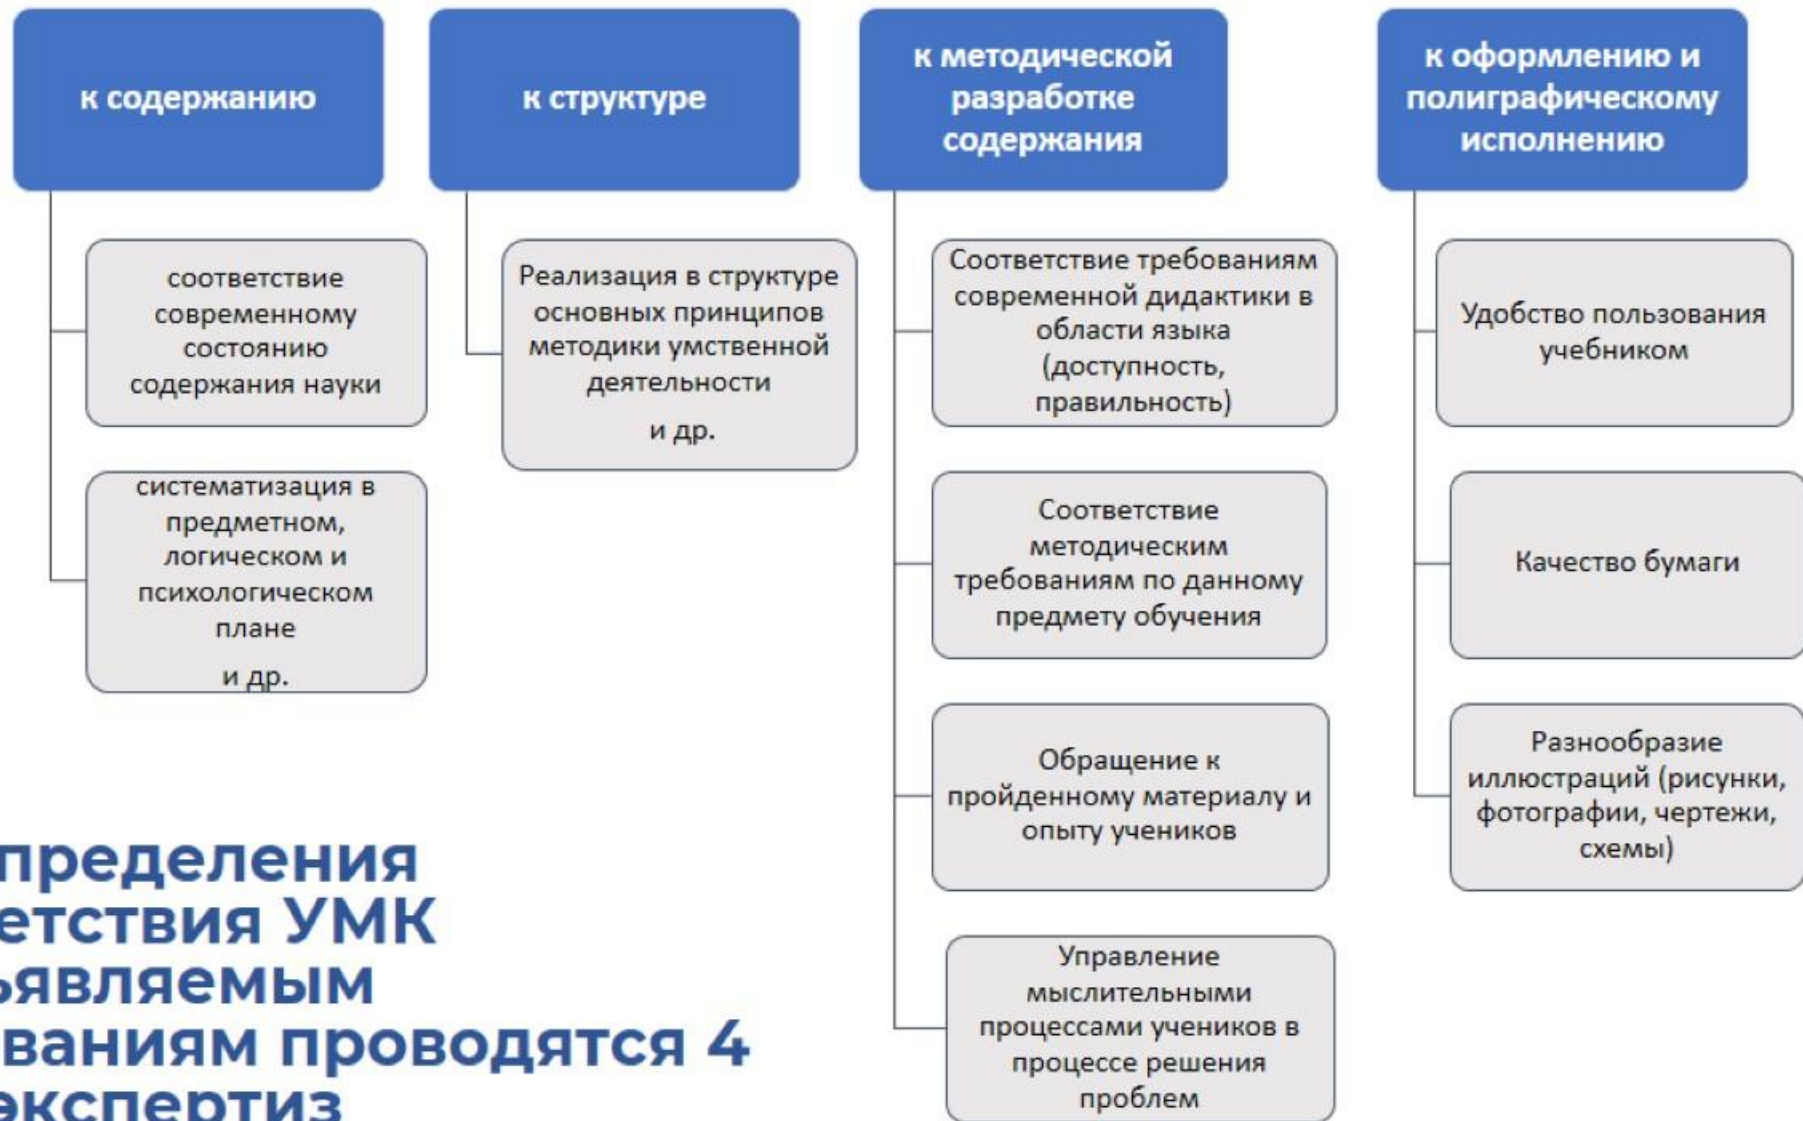 к содержанию
соответствие
современному
состоянию
содержания науки
систематизация в
предметном,
логическом и
психологическом
плане
и др.
к структуре
Реализация в структуре
основных принципов
методики умственной
деятельности
и др.
к методической
разработке
содержания
Соответствие требованиям
современной дидактики в
области языка
(доступность,
правильность)
Соответствие
методическим
требованиям по данному
предмету обучения
Обращение к
пройденному материалу и
опыту учеников
Управление
мыслительными
процессами учеников в
процессе решения
проблем
к оформлению и
полиграфическому
исполнению
Удобство пользования
учебником
Качество бумаги
Разнообразие
иллюстраций (рисунки,
фотографии, чертежи,
схемы)
пределения
етствия УМК
ъявляемым
ваниям проводятся 4
экспертиз